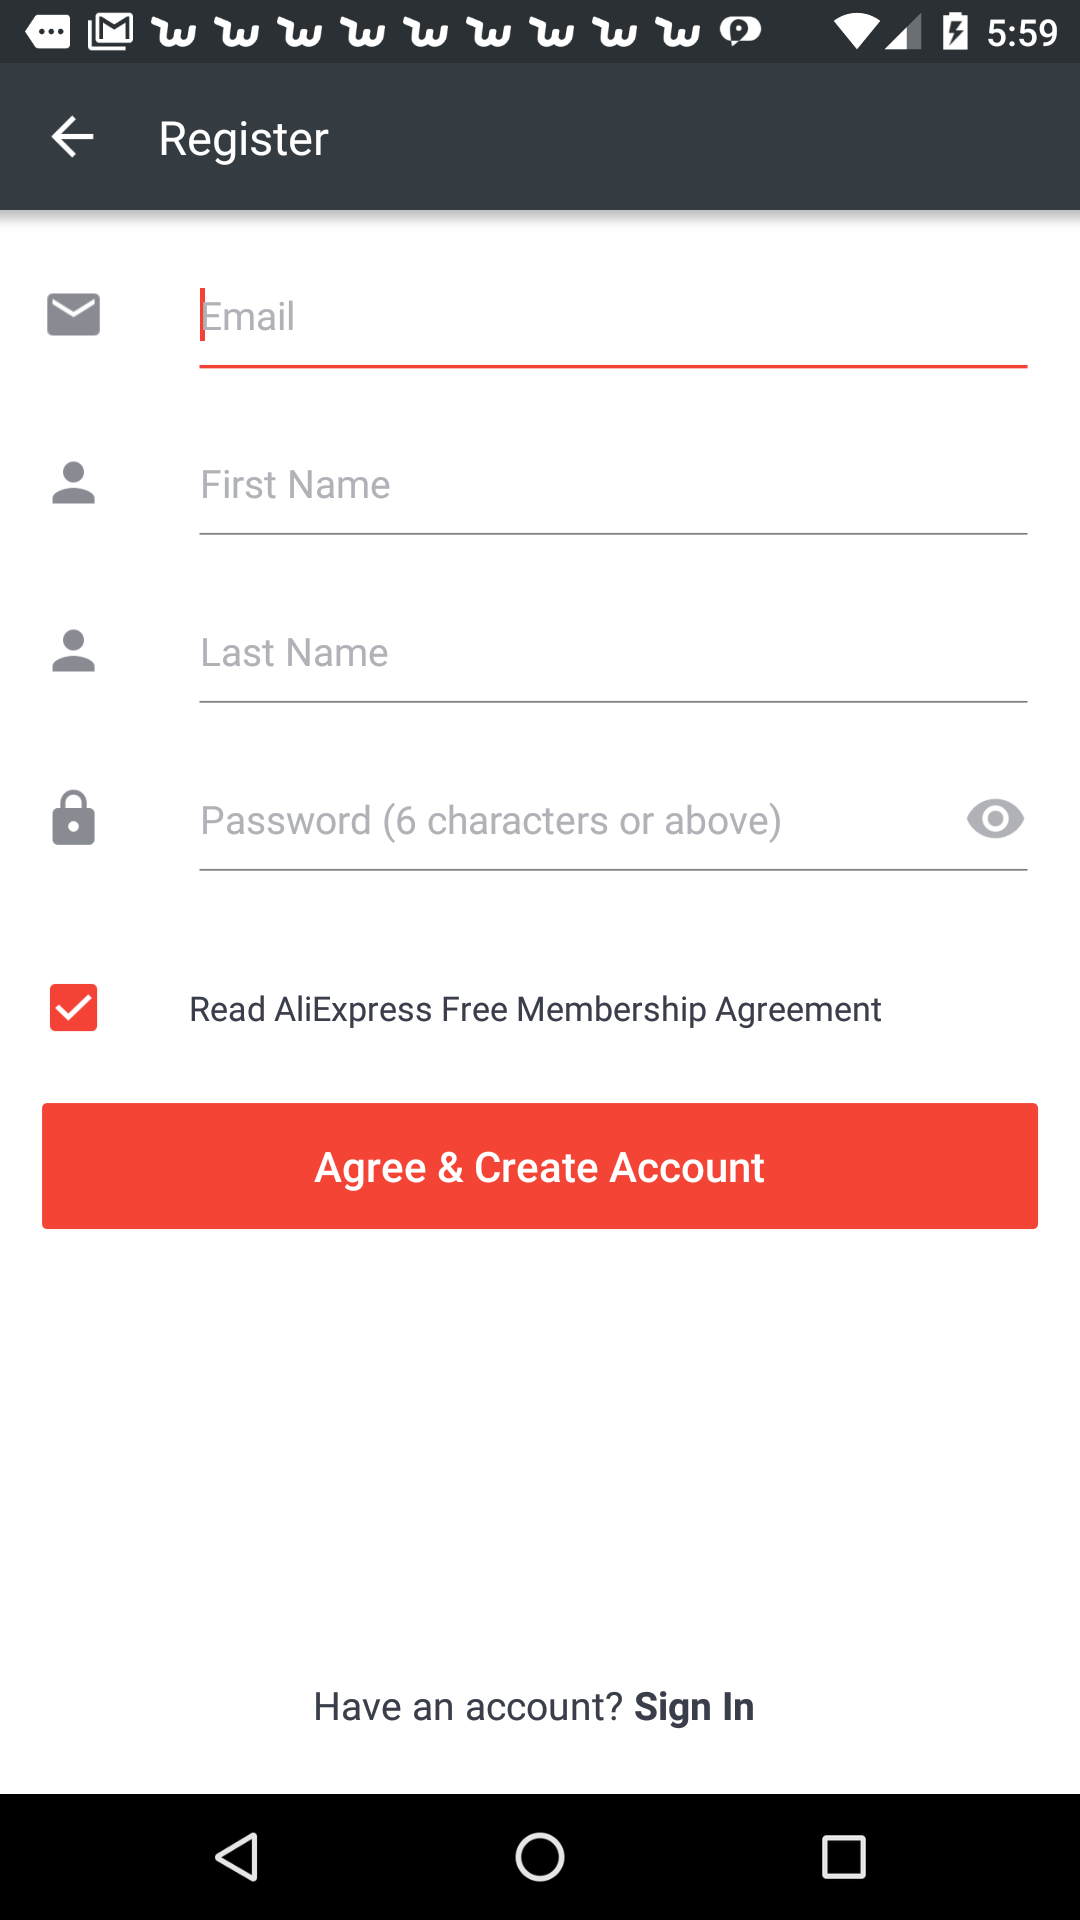 5:59
Register
Email
First Name
Last Name
Password (6 characters or above)
Read AliExpress Free Membership Agreement
Agree & Create Account
Have an account? Sign In